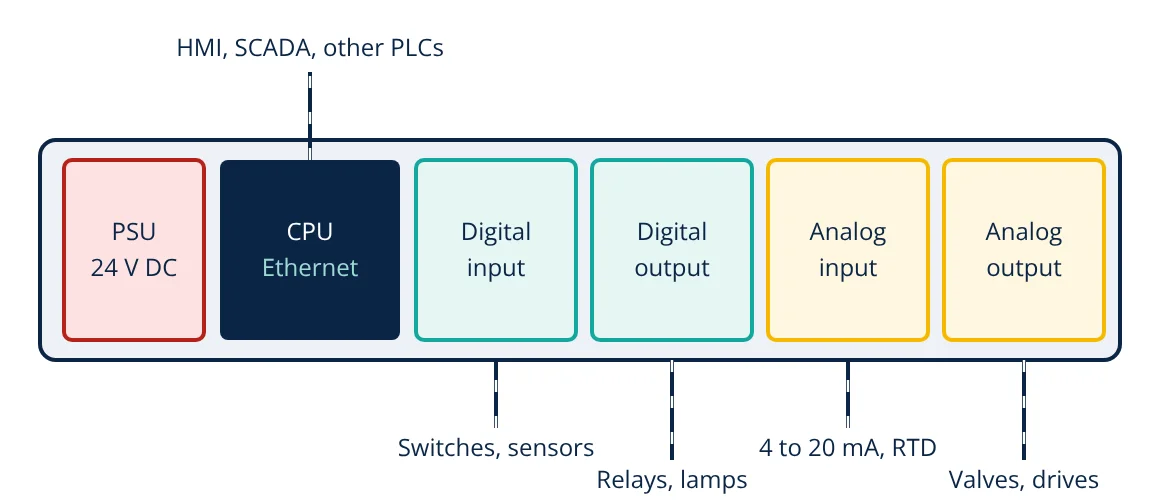 HMI, SCADA, other PLCs
PSU
24 V DC
CPU
Ethernet
Digital
input
Digital
output
Analog
input
Analog
output
Switches, sensors
Relays, lamps
4 to 20 mA, RTD
Valves, drives